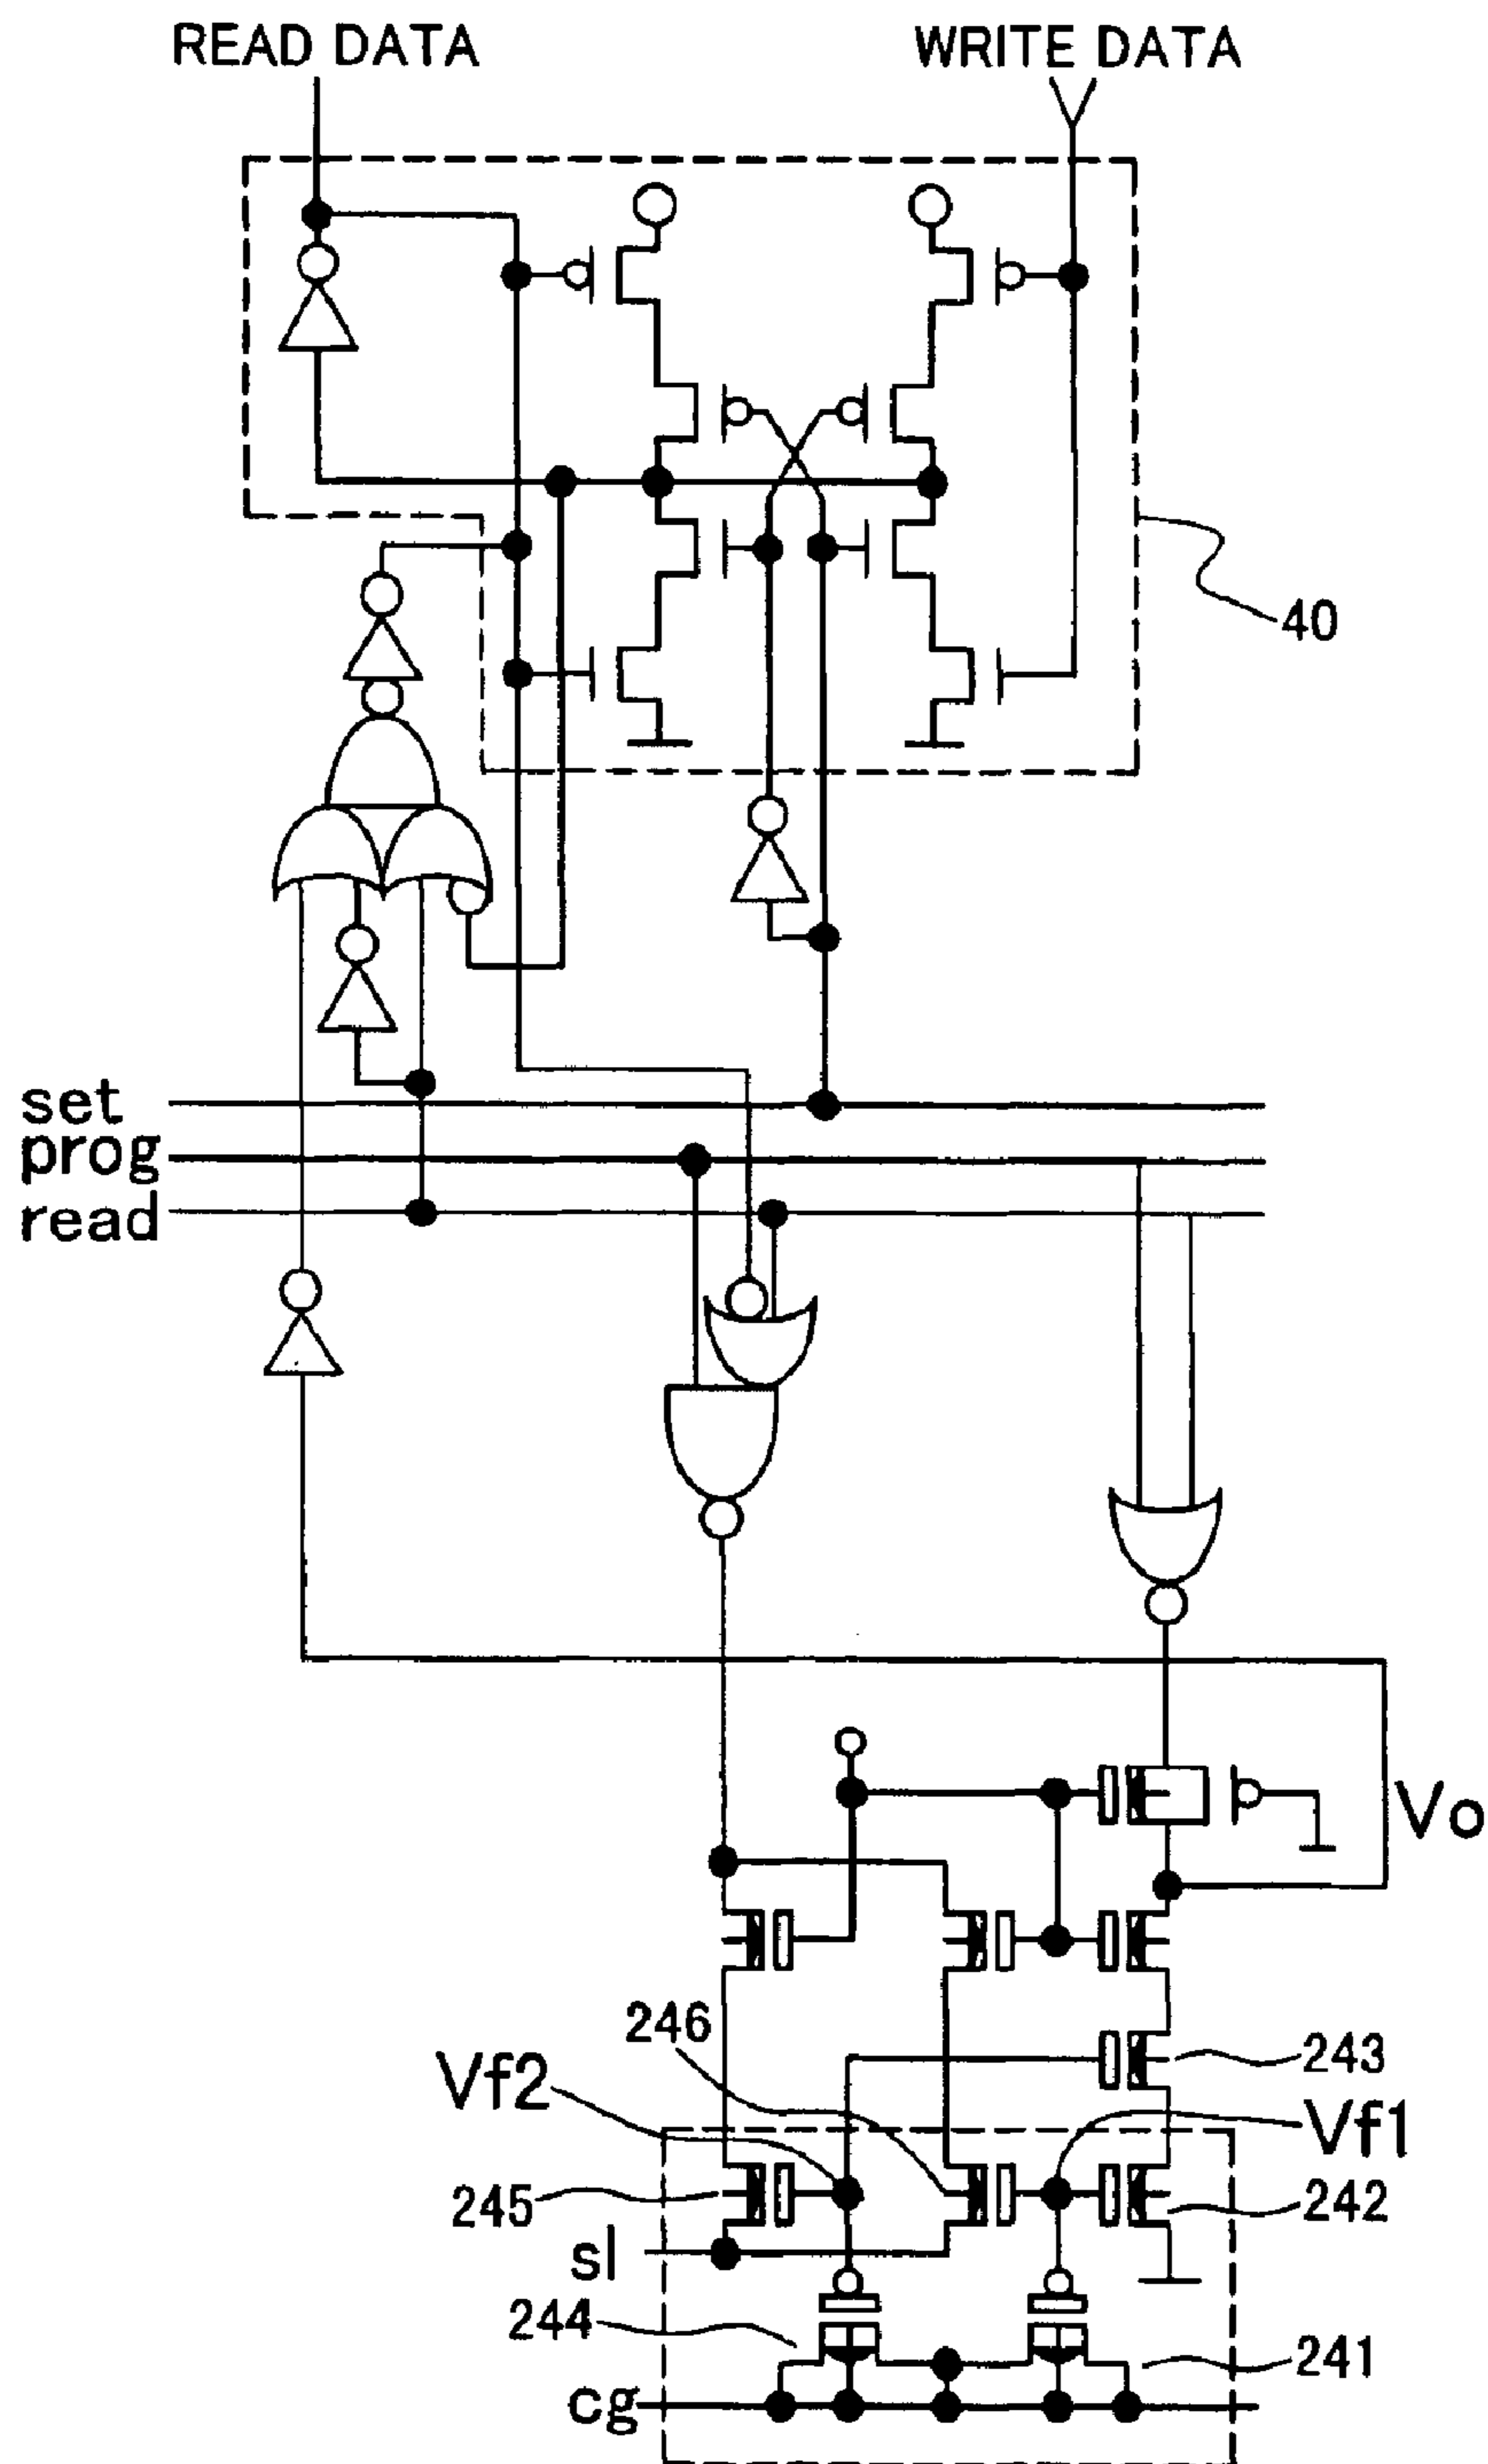 READ DATA
WRITE DATA
40
set
prog
read
Vo
246
243
Vf2
Vf1
245
242
sl
244
241
cg